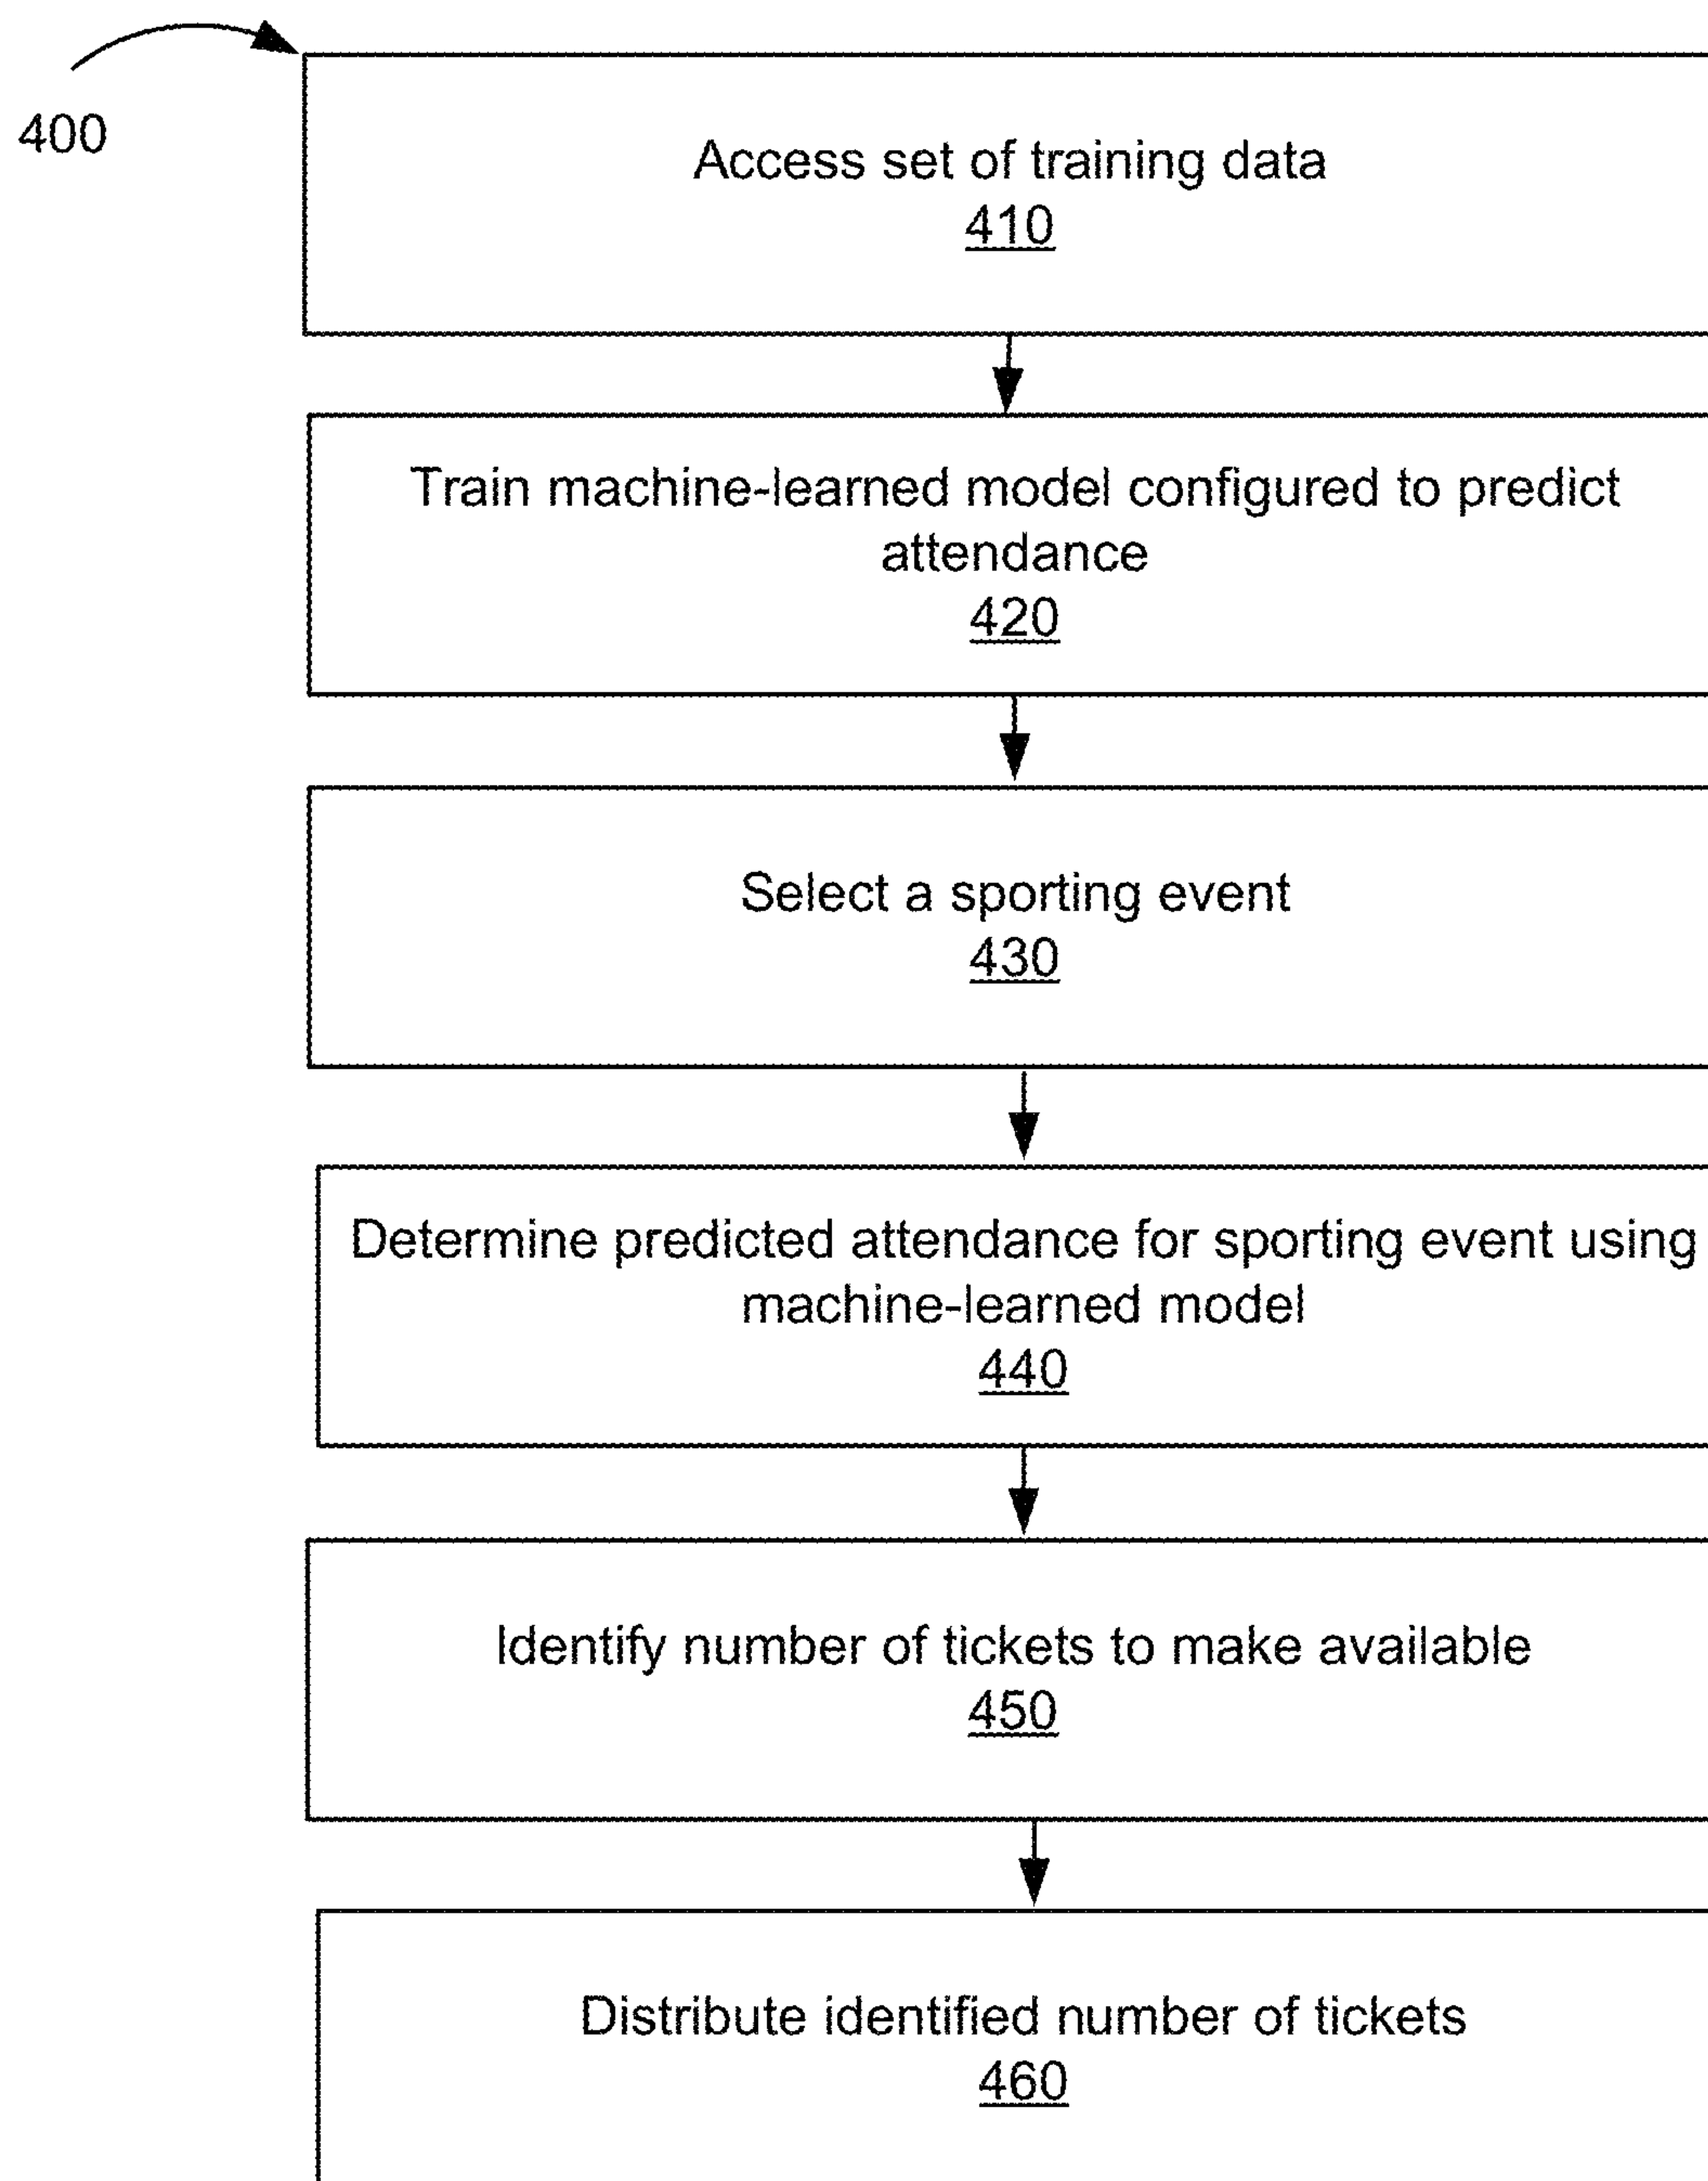 400
Access set of training data
410
Train machine-learned model configured to predict
attendance
420
Select a sporting event
430
Determine predicted attendance for sporting event using
machine-learned model
440
Identify number of tickets to make available
450
Distribute identified number of tickets
460